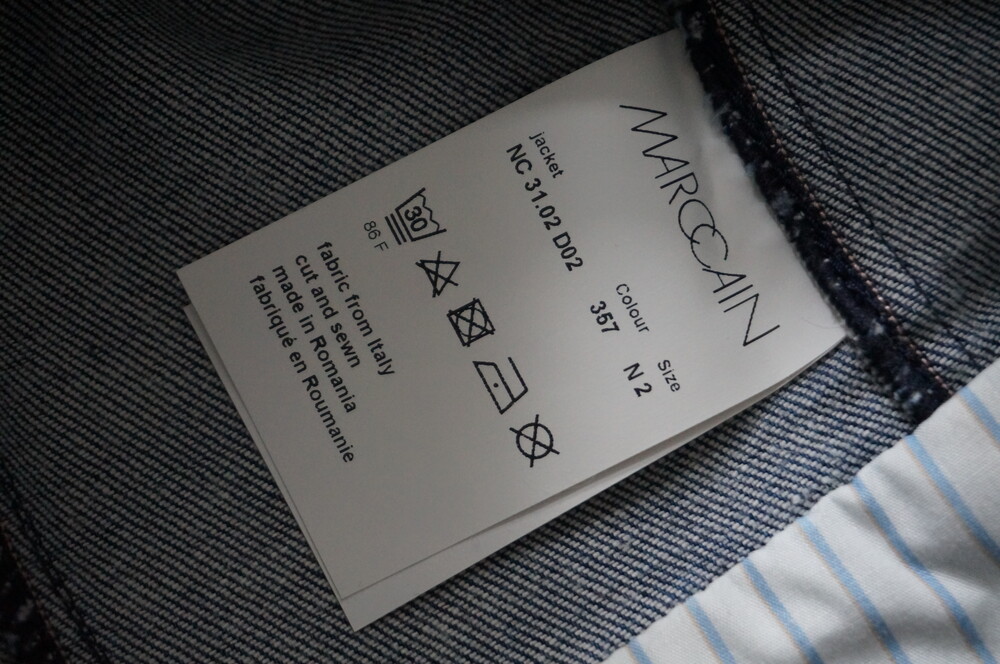 MARCCAIN
jacket
NC 31.02 D02
Colour Size
357 N 2
30
86 F
fabric from Italy
cut and sewn
made in Romania
fabriqué en Roumanie